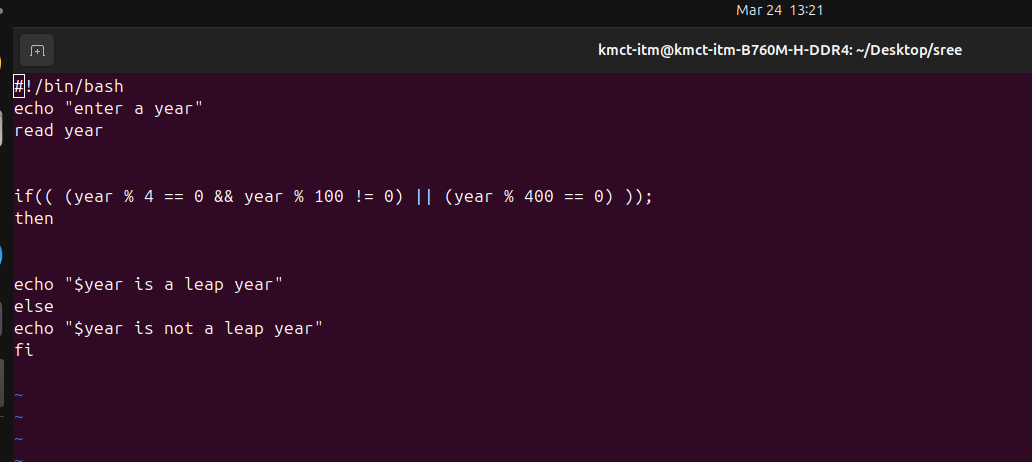 Mar 24 13:21
kmct-itm@kmct-itm-B760M-H-DDR4: ~/Desktop/sree
#!/bin/bash
echo "enter a year"
read year
if(( (year % 4 == 0 && year % 100 != 0) || (year % 400 == 0) ));
then
echo "$year is a leap year"
else
echo "$year is not a leap year"
fi
~
~
~
~